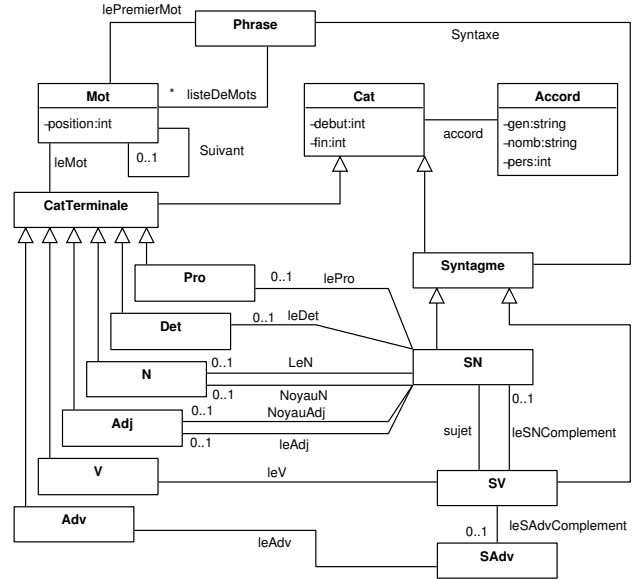 lePremierMot
Phrase
Syntaxe
* listeDeMots
Mot
-position:int
Cat
-debut:int
-fin:int
Accord
-gen:string
-nomb:string
-pers:int
accord
leMot
0..1
Suivant
CatTerminale
Syntagme
Pro
0..1
lePro
Det
0..1
leDet
N
0..1
LeN
0..1
NoyauN
SN
Adj
0..1
NoyauAdj
0..1
leAdj
0..1
sujet
leSNComplement
V
leV
SV
Adv
leAdv
0..1
leSAdvComplement
SAdv